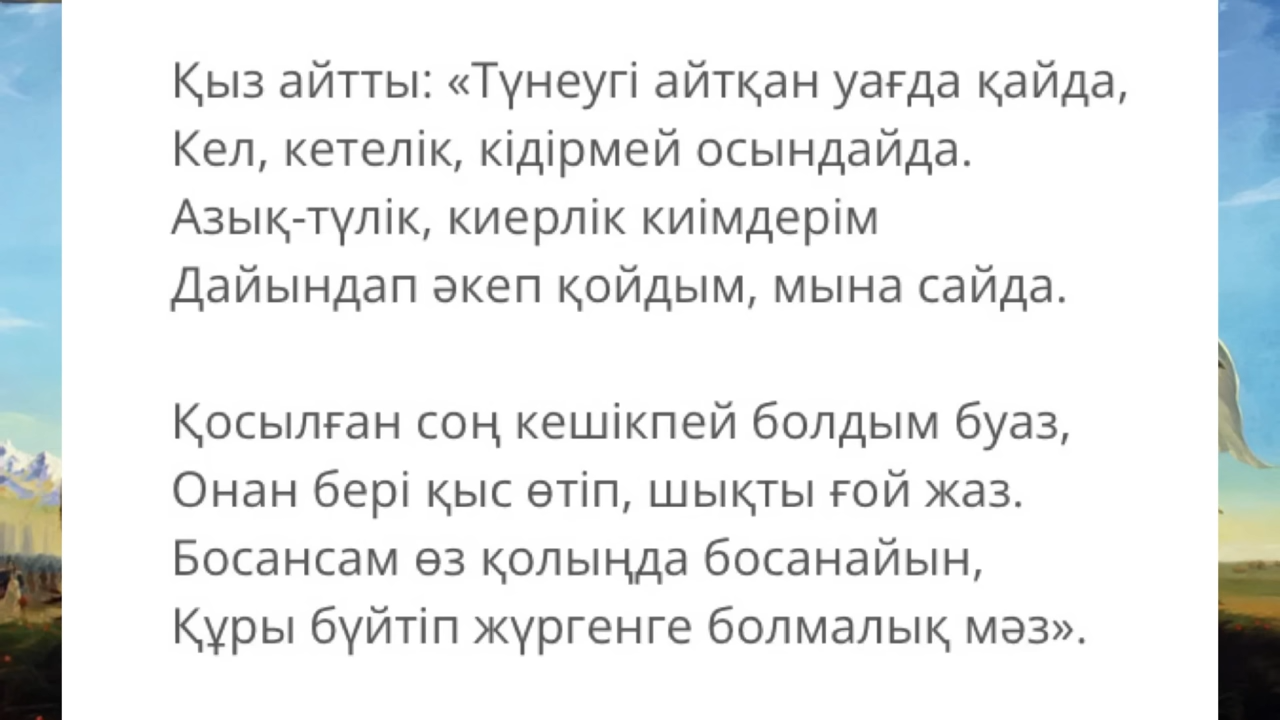 Қыз айтты: «Түнеугі айтқан уағда қайда,
Кел, кетелік, кідірмей осындайда.
Азық-түлік, киерлік киімдерім
Дайындап әкеп қойдым, мына сайда.
Қосылған соң кешікпей болдым буаз,
Онан бері қыс өтіп, шықты ғой жаз.
Босансам өз қолыңда босанайын,
Құры бүйтіп жүргенге болмалық мәз».